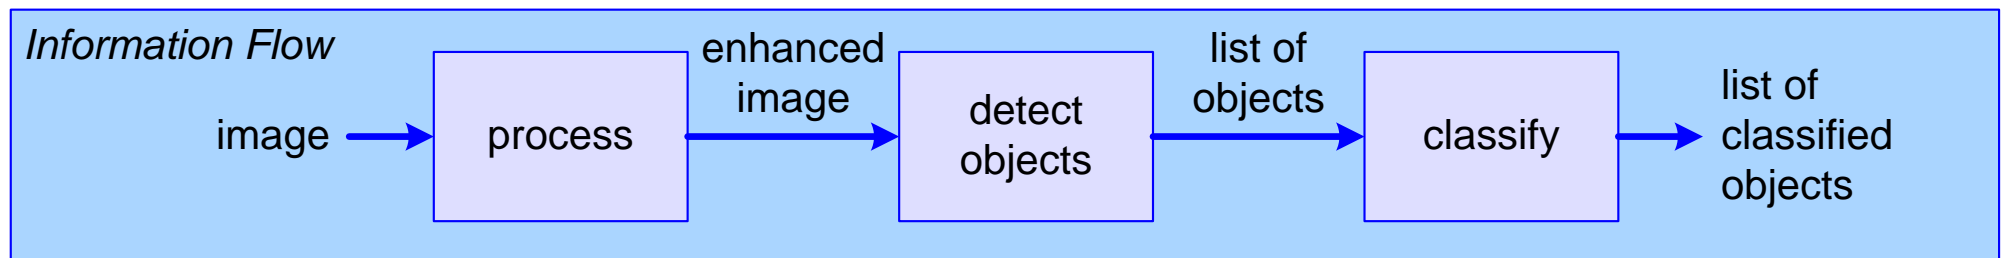 Information Flow
image
process
enhanced
image
detect
objects
list of
objects
classify
list of
classified
objects